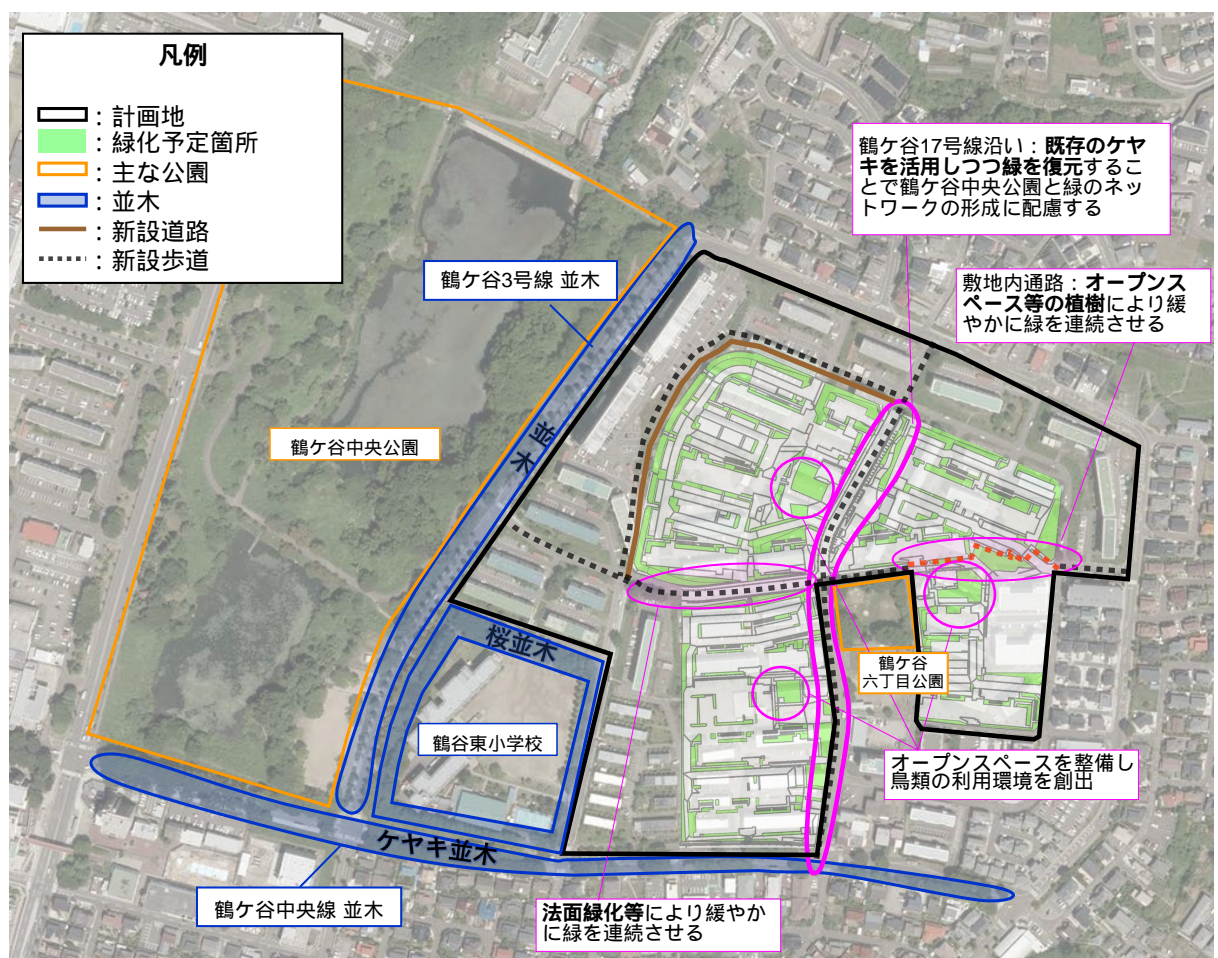 凡例
：計画地
：緑化予定箇所
：主な公園
：並木
：新設道路
：新設歩道
鶴ケ谷17号線沿い：既存のケヤ
キを活用しつつ緑を復元するこ
とで鶴ケ谷中央公園と緑のネッ
トワークの形成に配慮する
敷地内通路：オープンス
ペース等の植樹により緩
やかに緑を連続させる
鶴ケ谷3号線 並木
並木
鶴ケ谷中央公園
桜並木
鶴谷東小学校
鶴ケ谷
六丁目公園
オープンスペースを整備し
鳥類の利用環境を創出
ケヤキ並木
鶴ケ谷中央線 並木
法面緑化等により緩やか
に緑を連続させる